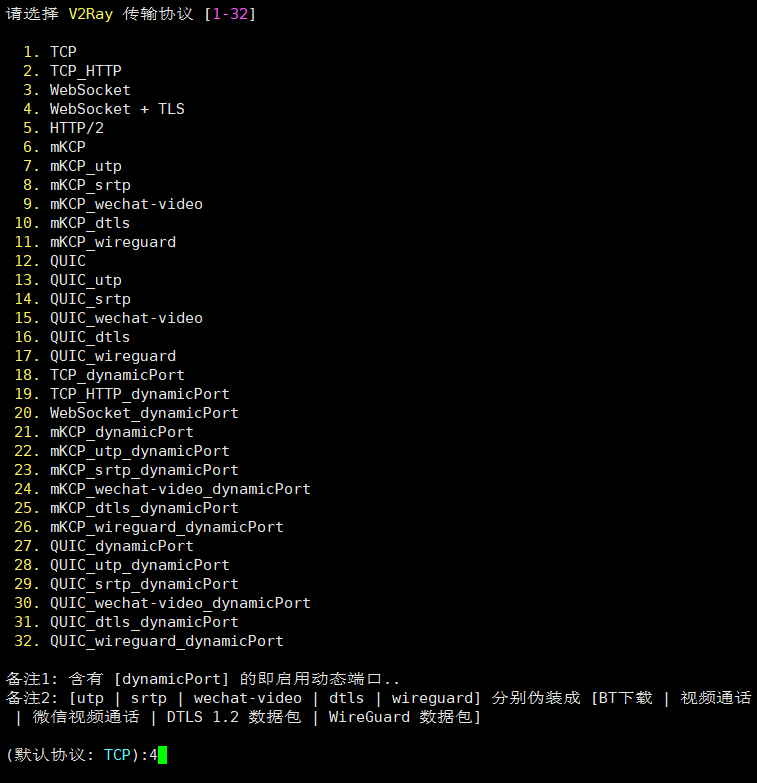 请选择 V2Ray 传输协议 [1-32]
1. TCP
2. TCP_HTTP
3. WebSocket
4. WebSocket + TLS
5. HTTP/2
6. mKCP
7. mKCP_utp
8. mKCP_srtp
9. mKCP_wechat-video
10. mKCP_dtls
11. mKCP_wireguard
12. QUIC
13. QUIC_utp
14. QUIC_srtp
15. QUIC_wechat-video
16. QUIC_dtls
17. QUIC_wireguard
18. TCP_dynamicPort
19. TCP_HTTP_dynamicPort
20. WebSocket_dynamicPort
21. mKCP_dynamicPort
22. mKCP_utp_dynamicPort
23. mKCP_srtp_dynamicPort
24. mKCP_wechat-video_dynamicPort
25. mKCP_dtls_dynamicPort
26. mKCP_wireguard_dynamicPort
27. QUIC_dynamicPort
28. QUIC_utp_dynamicPort
29. QUIC_srtp_dynamicPort
30. QUIC_wechat-video_dynamicPort
31. QUIC_dtls_dynamicPort
32. QUIC_wireguard_dynamicPort
备注1: 含有 [dynamicPort] 的即启用动态端口..
备注2: [utp | srtp | wechat-video | dtls | wireguard] 分别伪装成 [BT下载 | 视频通话
| 微信视频通话 | DTLS 1.2 数据包 | WireGuard 数据包]
(默认协议: TCP):4